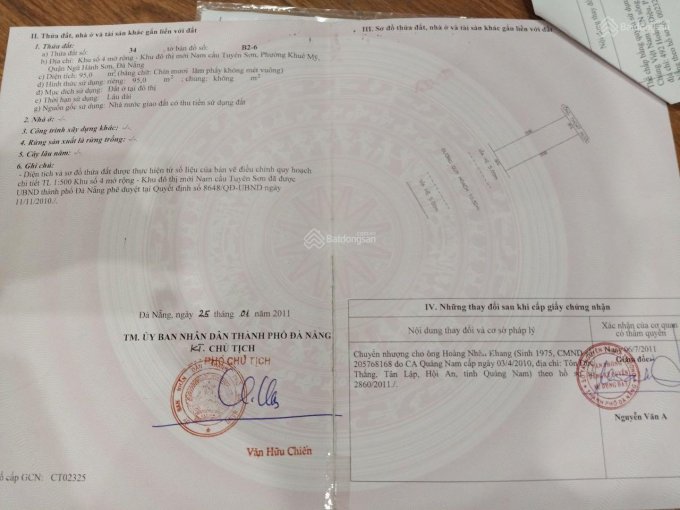 II. Thửa đất, nhà ở và tài sản khác gắn liền với đất
1. Thửa đất:
a) Thửa đất số: 34 , tờ bản đồ số: B2-6
b) Địa chỉ: Khu số 4 mở rộng - Khu đô thị mới Nam cầu Tuyên Sơn, Phường Khuê Mỹ,
Quận Ngũ Hành Sơn, Đà Nẵng
c) Diện tích: 95,0 m² (bằng chữ: Chín mươi lăm phẩy không mét vuông)
d) Hình thức sử dụng: riêng: 95,0 m²; chung: không m²
đ) Mục đích sử dụng: Đất ở tại đô thị
e) Thời hạn sử dụng: Lâu dài
g) Nguồn gốc sử dụng: Nhà nước giao đất có thu tiền sử dụng đất
2. Nhà ở: -/-
3. Công trình xây dựng khác: -/-
4. Rừng sản xuất là rừng trồng: -/-
5. Cây lâu năm: -/-
6. Ghi chú:
- Diện tích và sơ đồ thửa đất được thực hiện từ số liệu của bản vẽ điều chỉnh quy hoạch
chi tiết TL 1:500 Khu số 4 mở rộng - Khu đô thị mới Nam cầu Tuyên Sơn đã được
UBND thành phố Đà Nẵng phê duyệt tại Quyết định số 8648/QĐ-UBND ngày
11/11/2010./.
Đà Nẵng, ngày 25 tháng 01 năm 2011
TM. ỦY BAN NHÂN DÂN THÀNH PHỐ ĐÀ NẴNG
KT. CHỦ TỊCH
PHÓ CHỦ TỊCH
Văn Hữu Chiến
số cấp GCN: CT02325
III. Sơ đồ thửa đất, nhà ở và tài sản khác gắn liền với đất
Batdongsan
IV. Những thay đổi sau khi cấp giấy chứng nhận
Nội dung thay đổi và cơ sở pháp lý
Xác nhận của cơ quan
có thẩm quyền
Chuyển nhượng cho ông Hoàng Khang (Sinh 1975, CMND
205768168 do CA Quảng Nam cấp ngày 03/4/2010, địa chỉ: Tôn
Thắng, Tân Lập, Hội An, tỉnh Quảng Nam) theo hồ
2860/2011./.
06/7/2011
Giám đốc
Nguyễn Văn A